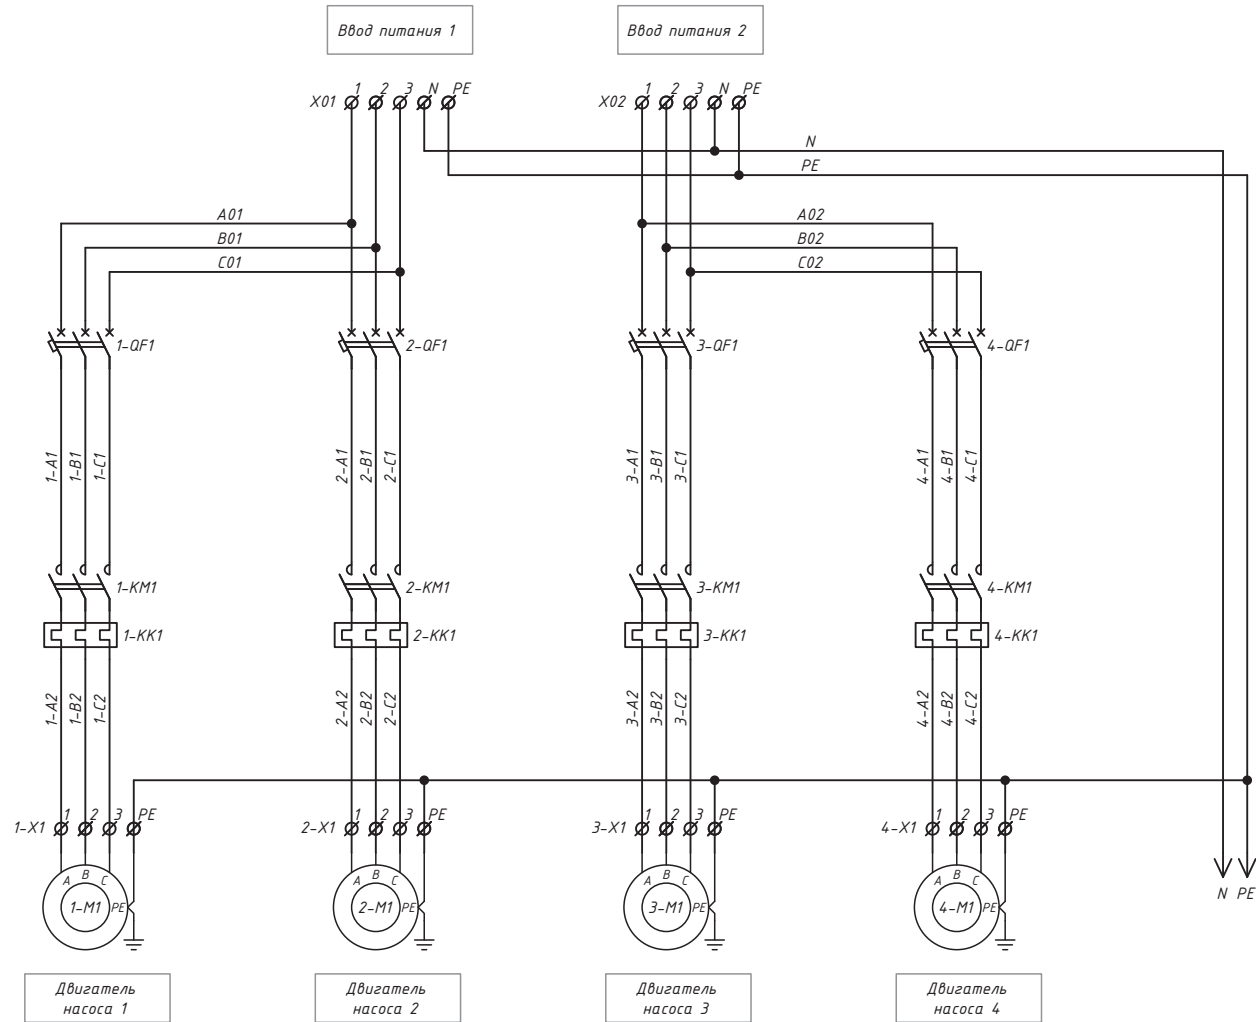 Ввод питания 1
Ввод питания 2
X01 1 2 3 N PE
X02 1 2 3 N PE
N
PE
A01
B01
C01
A02
B02
C02
1-QF1
2-QF1
3-QF1
4-QF1
1-A1 1-B1 1-C1
2-A1 2-B1 2-C1
3-A1 3-B1 3-C1
4-A1 4-B1 4-C1
1-KM1
2-KM1
3-KM1
4-KM1
1-KK1
2-KK1
3-KK1
4-KK1
1-A2 1-B2 1-C2
2-A2 2-B2 2-C2
3-A2 3-B2 3-C2
4-A2 4-B2 4-C2
1-X1 1 2 3 PE
2-X1 1 2 3 PE
3-X1 1 2 3 PE
4-X1 1 2 3 PE
A B C
1-M1 PE
A B C
2-M1 PE
A B C
3-M1 PE
A B C
4-M1 PE
N PE
Двигатель
насоса 1
Двигатель
насоса 2
Двигатель
насоса 3
Двигатель
насоса 4